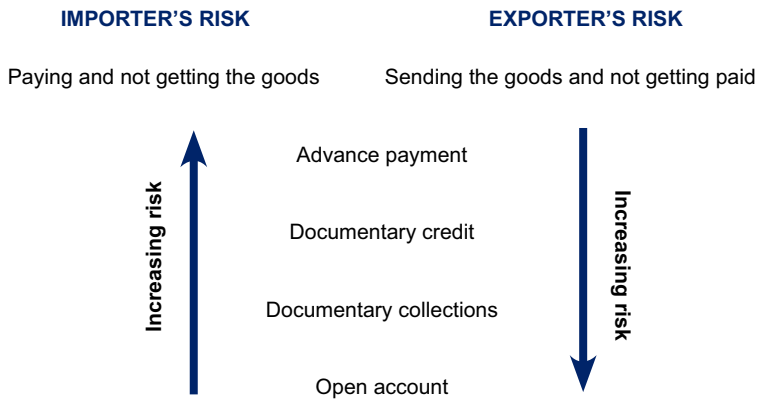 IMPORTER’S RISK
EXPORTER’S RISK
Paying and not getting the goods
Sending the goods and not getting paid
Increasing risk
Advance payment
Documentary credit
Documentary collections
Open account
Increasing risk